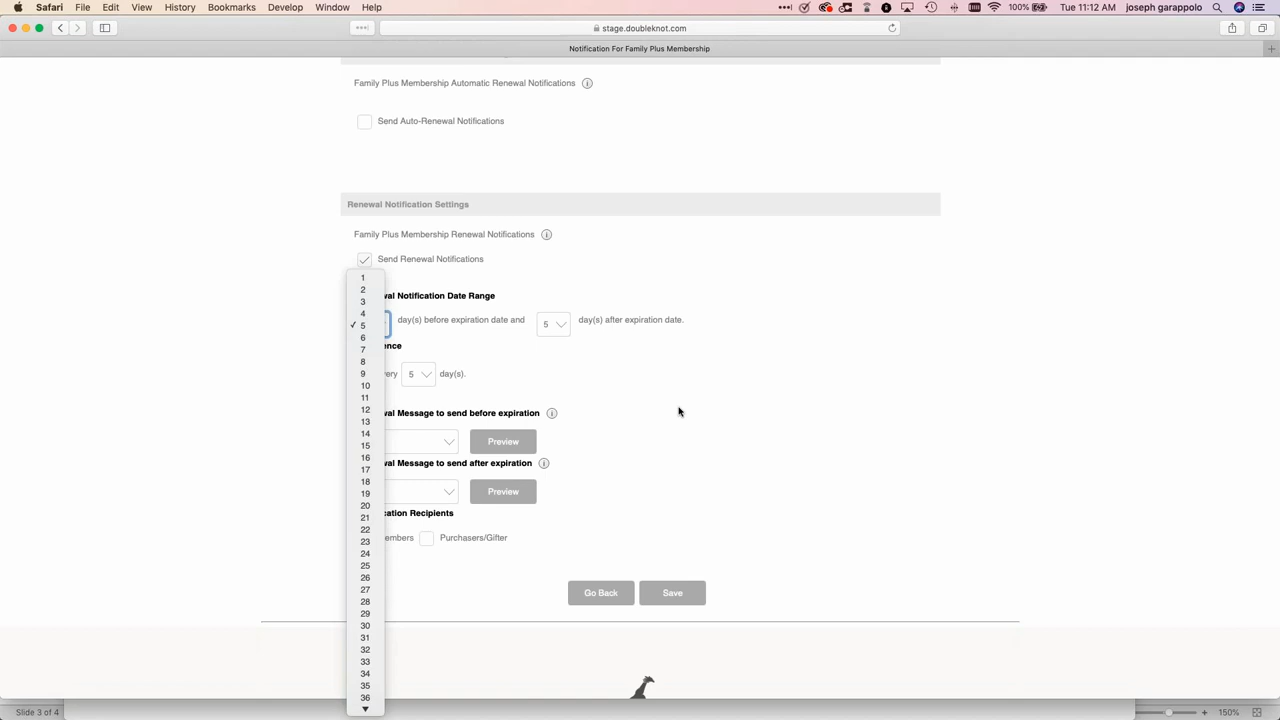 Safari File Edit View History Bookmarks Develop Window Help 100% Tue 11:12 AM joseph garappolo
stage.doubleknot.com
Notification For Family Plus Membership
Family Plus Membership Automatic Renewal Notifications
Send Auto-Renewal Notifications
Renewal Notification Settings
Family Plus Membership Renewal Notifications
Send Renewal Notifications
1
2
wal Notification Date Range
3
4
5 day(s) before expiration date and 5 day(s) after expiration date.
6
7 ence
8
9 very 5 day(s).
10
11
12 wal Message to send before expiration
13
14 Preview
15
16 wal Message to send after expiration
17
18 Preview
19
20 cation Recipients
21
22 embers Purchasers/Gifter
23
24
25
26
27 Go Back Save
28
29
30
31
32
33
34
35
36
Slide 3 of 4 150%